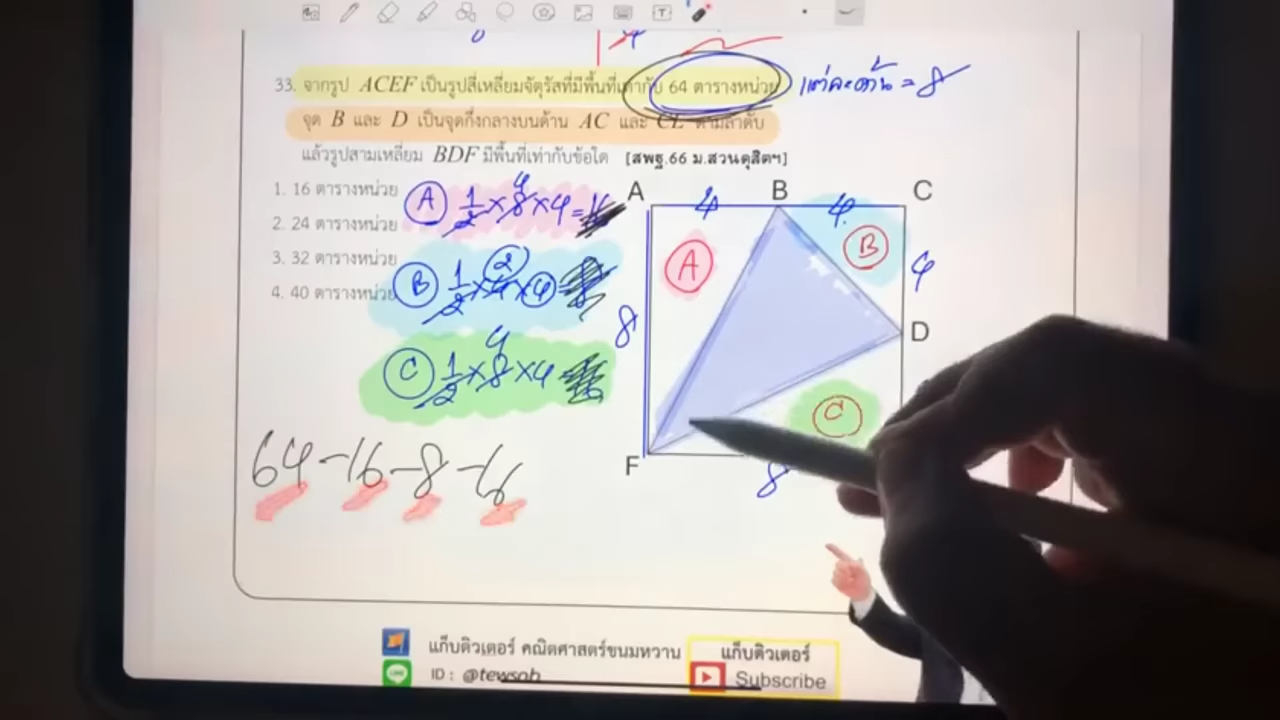 33. จากรูป ACEF เป็นรูปสี่เหลี่ยมจัตุรัสที่มีพื้นที่เท่ากับ 64 ตารางหน่วย แต่ละด้าน = 8
จุด B และ D เป็นจุดกึ่งกลางบนด้าน AC และ CE ตามลำดับ
แล้วรูปสามเหลี่ยม BDF มีพื้นที่เท่ากับข้อใด [สพฐ.66 ม.สวนดุสิตฯ]
1. 16 ตารางหน่วย
2. 24 ตารางหน่วย
3. 32 ตารางหน่วย
4. 40 ตารางหน่วย
A 1/2 × 8 × 4 = 16
4
B 1/2 × 4 × 4 = 8
2
C 1/2 × 8 × 4 = 16
4
64 - 16 - 8 - 16
A 4 B 4 C
A B 4
8 D
C
F 8
แก๊บติวเตอร์ คณิตศาสตร์ขนมหวาน
ID : @tewsob
แก๊บติวเตอร์
Subscribe